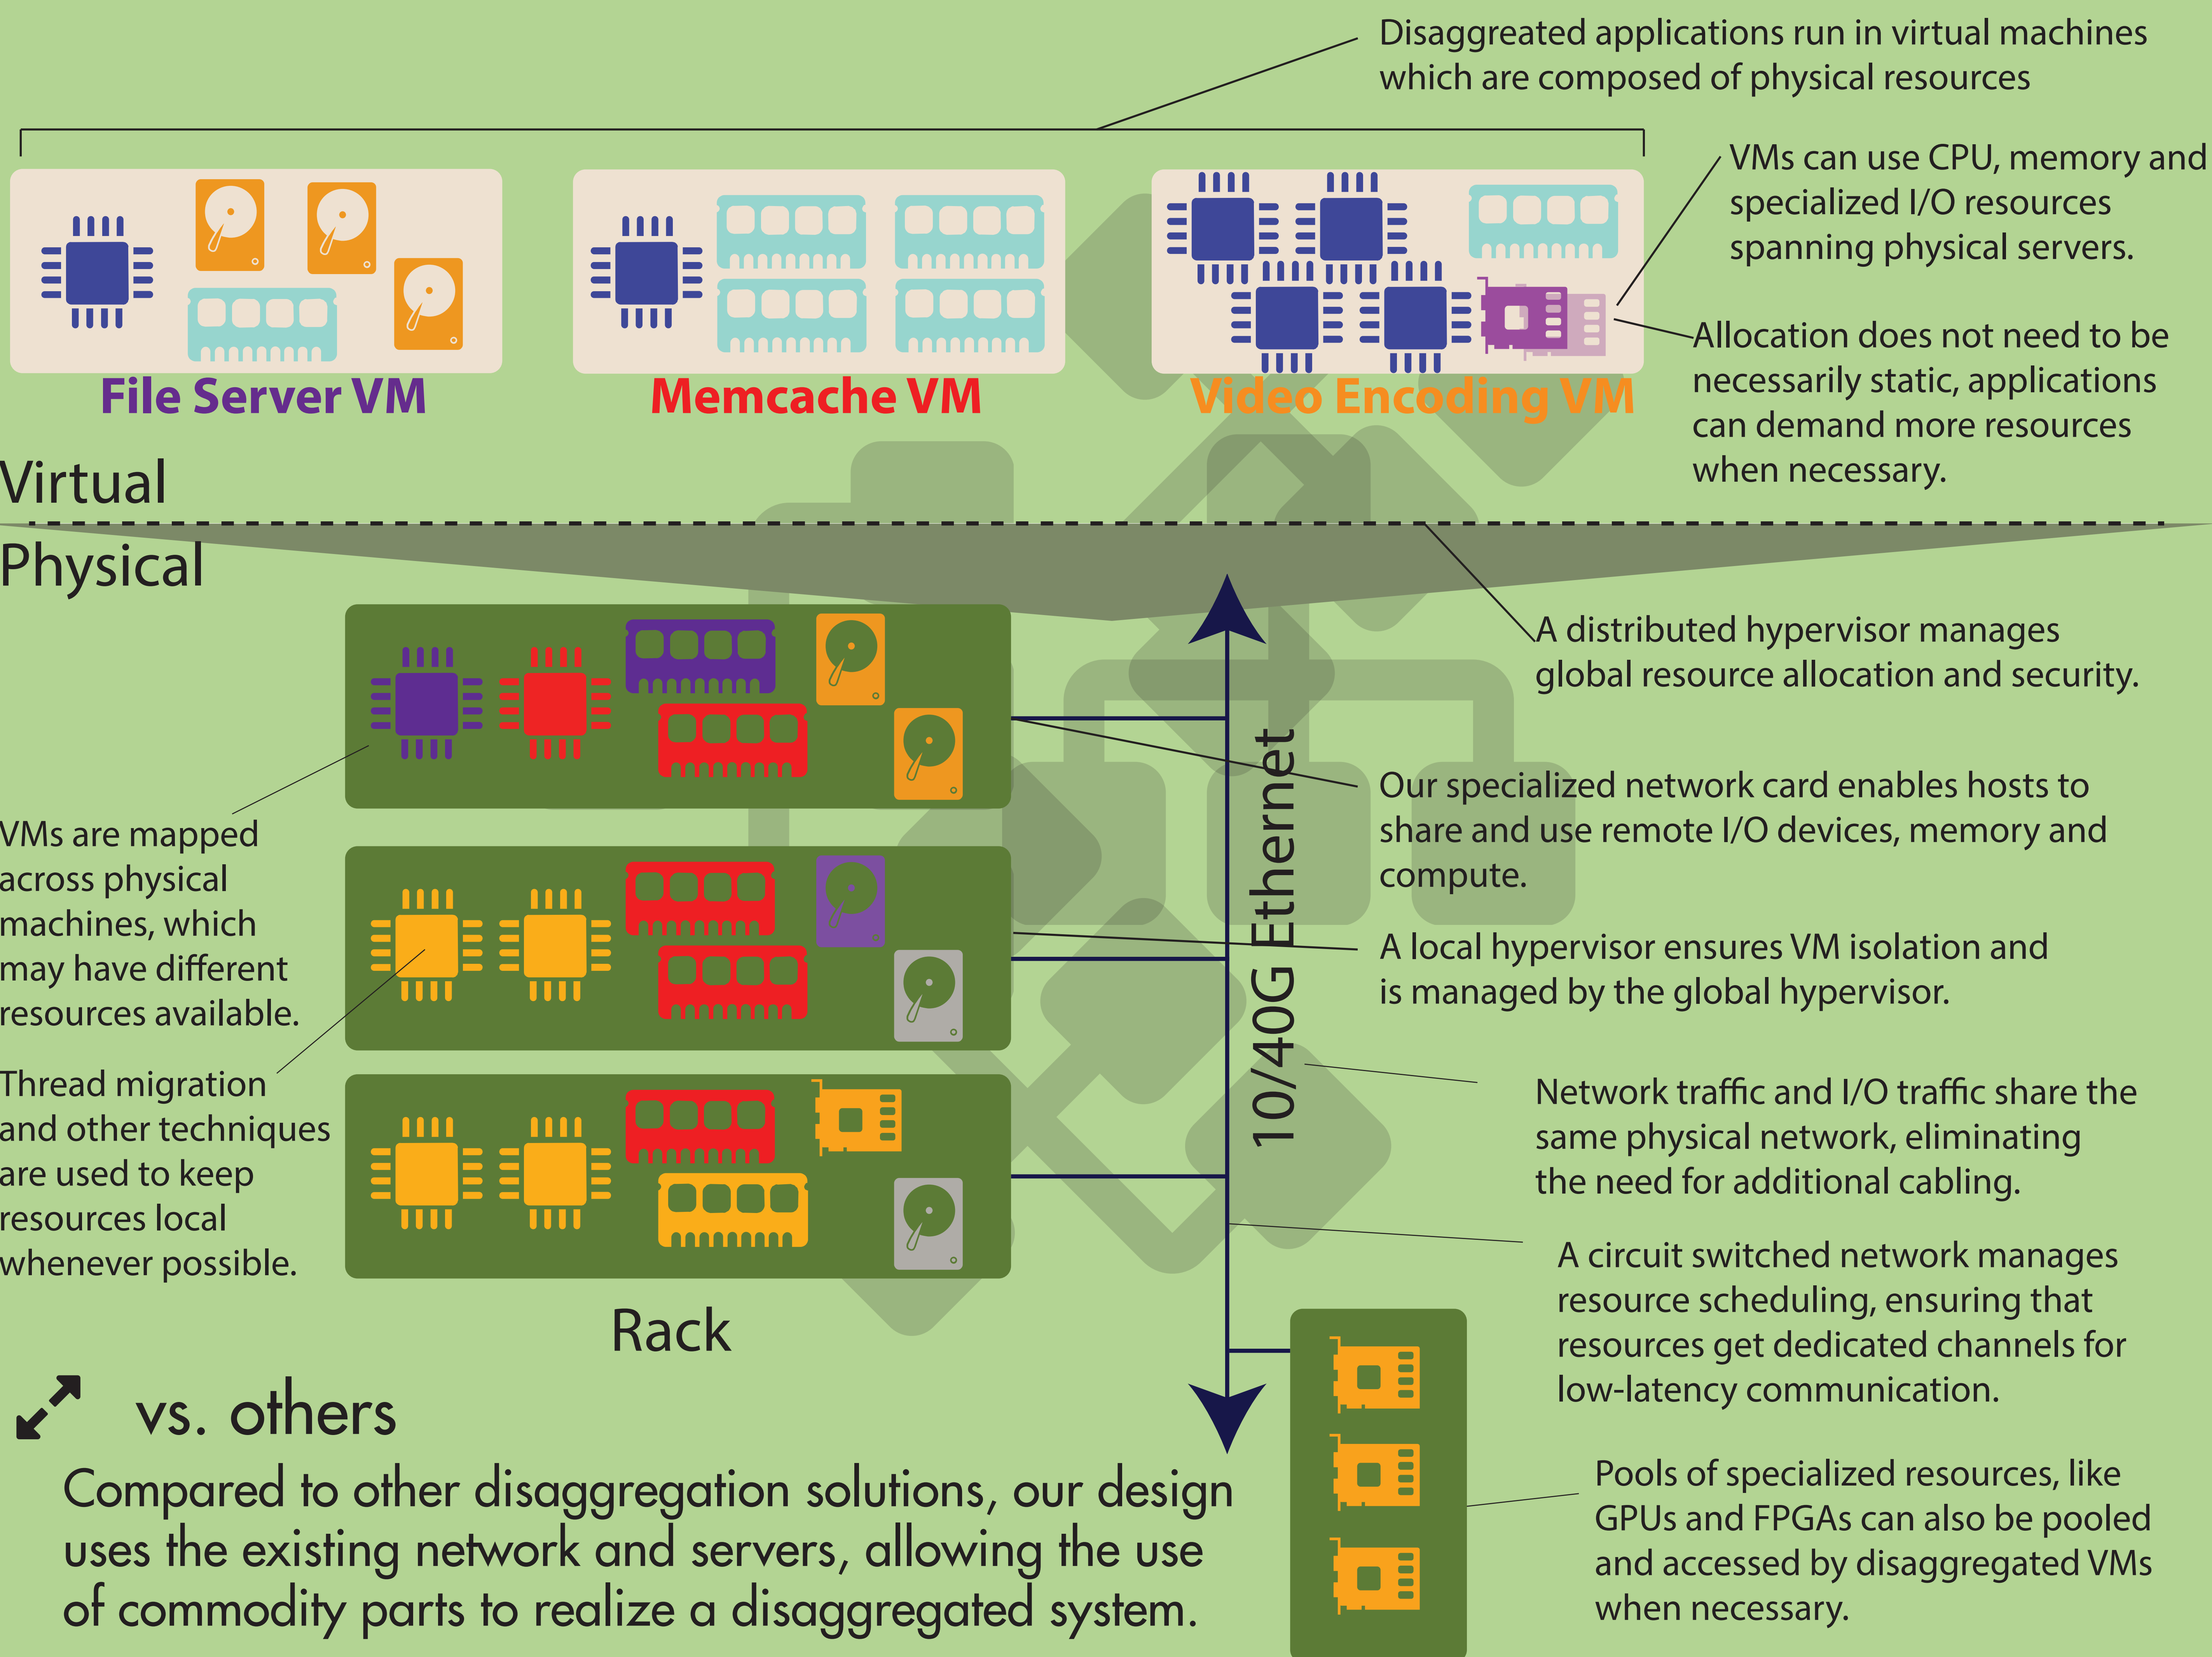 Disaggreated applications run in virtual machines
which are composed of physical resources
VMs can use CPU, memory and
specialized I/O resources
spanning physical servers.
Allocation does not need to be
necessarily static, applications
can demand more resources
when necessary.
File Server VM
Memcache VM
Video Encoding VM
Virtual
Physical
A distributed hypervisor manages
global resource allocation and security.
Our specialized network card enables hosts to
share and use remote I/O devices, memory and
compute.
VMs are mapped
across physical
machines, which
may have different
resources available.
A local hypervisor ensures VM isolation and
is managed by the global hypervisor.
10/40G Ethernet
Thread migration
and other techniques
are used to keep
resources local
whenever possible.
Network traffic and I/O traffic share the
same physical network, eliminating
the need for additional cabling.
A circuit switched network manages
resource scheduling, ensuring that
resources get dedicated channels for
low-latency communication.
Rack
Pools of specialized resources, like
GPUs and FPGAs can also be pooled
and accessed by disaggregated VMs
when necessary.
vs. others
Compared to other disaggregation solutions, our design
uses the existing network and servers, allowing the use
of commodity parts to realize a disaggregated system.